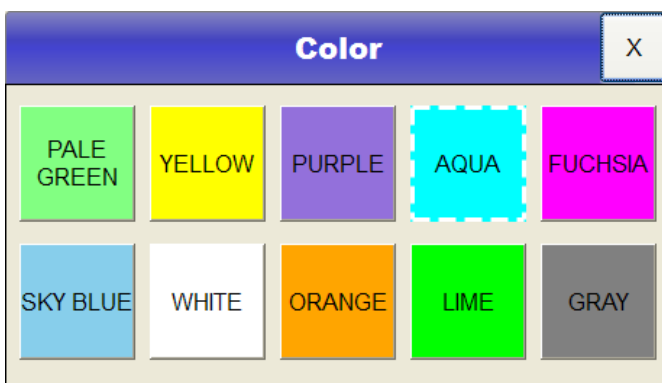 Color X
PALE
GREEN
YELLOW
PURPLE
AQUA
FUCHSIA
SKY BLUE
WHITE
ORANGE
LIME
GRAY